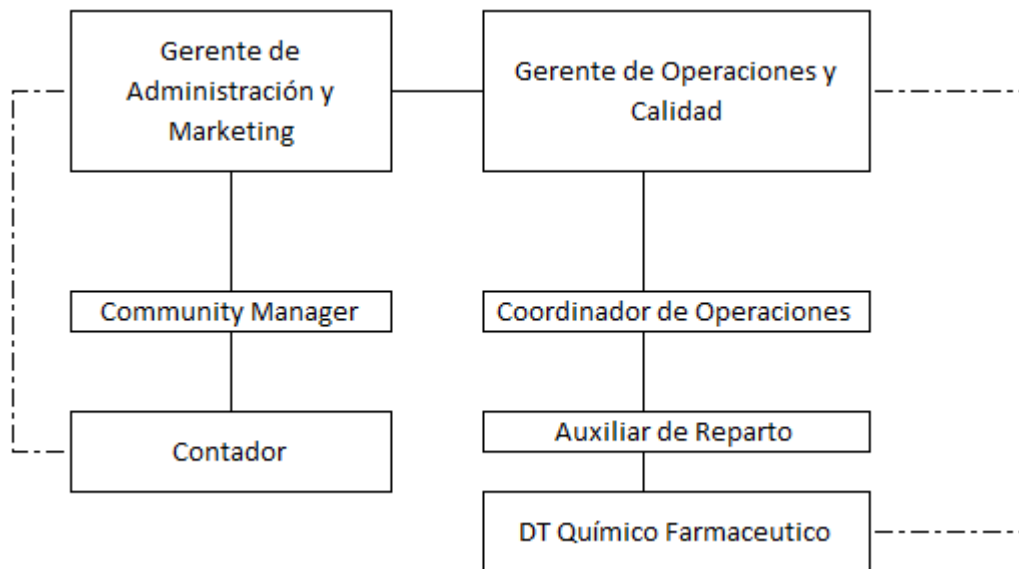 Gerente de
Administración y
Marketing
Gerente de Operaciones y
Calidad
Community Manager
Coordinador de Operaciones
Contador
Auxiliar de Reparto
DT Químico Farmaceutico